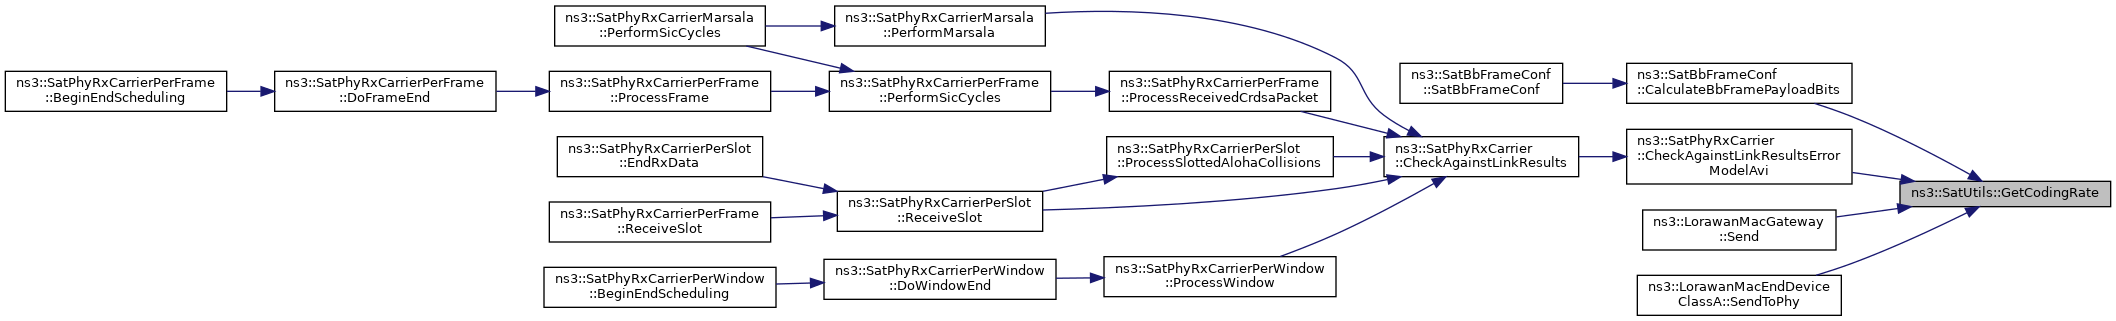 ns3::SatPhyRxCarrierMarsala
::PerformSicCycles
ns3::SatPhyRxCarrierMarsala
::PerformMarsala
ns3::SatPhyRxCarrierPerFrame
::BeginEndScheduling
ns3::SatPhyRxCarrierPerFrame
::DoFrameEnd
ns3::SatPhyRxCarrierPerFrame
::ProcessFrame
ns3::SatPhyRxCarrierPerFrame
::PerformSicCycles
ns3::SatPhyRxCarrierPerFrame
::ProcessReceivedCrdsaPacket
ns3::SatBbFrameConf
::SatBbFrameConf
ns3::SatBbFrameConf
::CalculateBbFramePayloadBits
ns3::SatPhyRxCarrierPerSlot
::EndRxData
ns3::SatPhyRxCarrierPerSlot
::ProcessSlottedAlohaCollisions
ns3::SatPhyRxCarrier
::CheckAgainstLinkResults
ns3::SatPhyRxCarrier
::CheckAgainstLinkResultsError
ModelAvi
ns3::SatUtils::GetCodingRate
ns3::SatPhyRxCarrierPerFrame
::ReceiveSlot
ns3::SatPhyRxCarrierPerSlot
::ReceiveSlot
ns3::LorawanMacGateway
::Send
ns3::SatPhyRxCarrierPerWindow
::BeginEndScheduling
ns3::SatPhyRxCarrierPerWindow
::DoWindowEnd
ns3::SatPhyRxCarrierPerWindow
::ProcessWindow
ns3::LorawanMacEndDevice
ClassA::SendToPhy